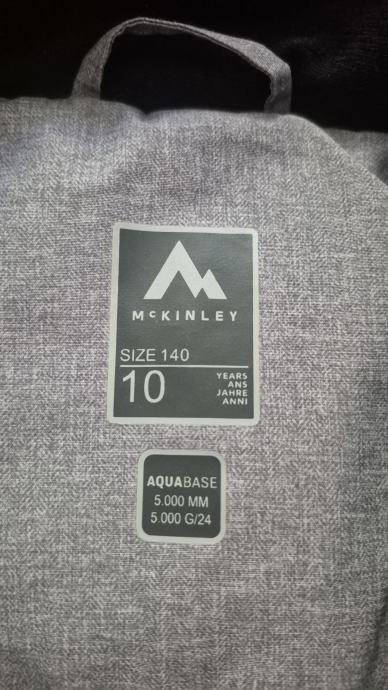 McKINLEY
SIZE 140
10
YEARS
ANS
JAHRE
ANNI
AQUABASE
5.000 MM
5.000 G/24